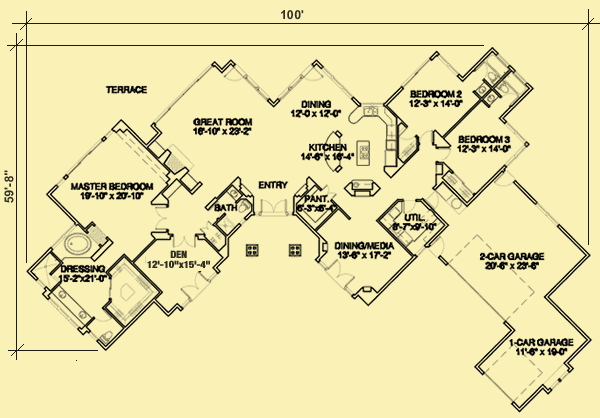 100'
59'-8"
TERRACE
GREAT ROOM
16'-10" x 23'-2"
DINING
12'-0 x 12'-0"
BEDROOM 2
12'-3" x 14'-0"
KITCHEN
14'-6" x 16'-4"
BEDROOM 3
12'-3" x 14'-0"
MASTER BEDROOM
19'-10" x 20'-10"
ENTRY
BATH
PANT.
6'-3"x8'-4"
UTIL.
8'-7"x9'-10"
DEN
12'-10"x15'-4"
DINING/MEDIA
13'-6" x 17'-2"
2-CAR GARAGE
20'-6" x 23'-6"
DRESSING
15'-2"x21'-0"
1-CAR GARAGE
11'-6" x 19'-0"